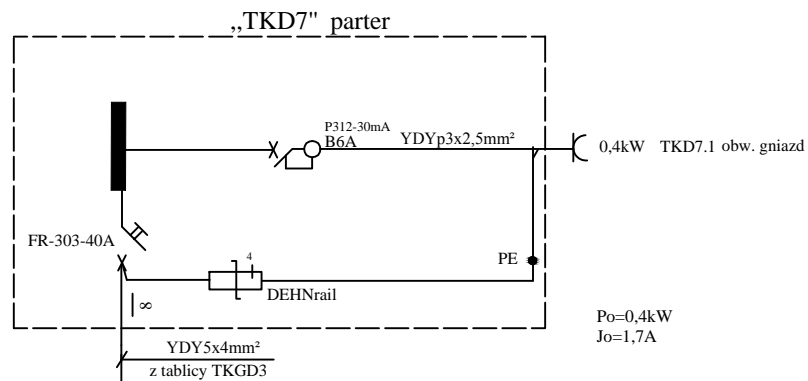 „TKD7" parter
P312-30mA
B6A
YDYp3x2,5mm²
0,4kW TKD7.1 obw. gniazd
FR-303-40A
4
PE
DEHNrail
∞
Po=0,4kW
Jo=1,7A
YDY5x4mm²
z tablicy TKGD3